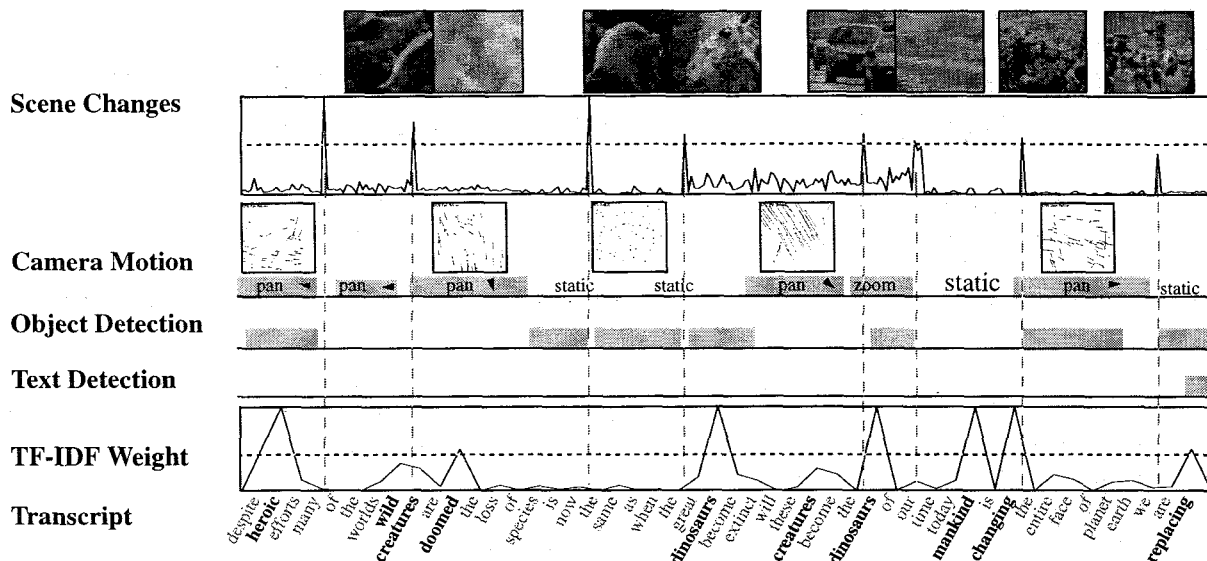 Scene Changes
Camera Motion
pan pan pan static static pan zoom static pan static
Object Detection
Text Detection
TF-IDF Weight
Transcript
despite heroic efforts many of the worlds wild creatures are doomed the loss of species is now the same as when the great dinosaurs become extinct will these creatures become the dinosaurs of our time today mankind is changing the entire face of planet earth we are replacing